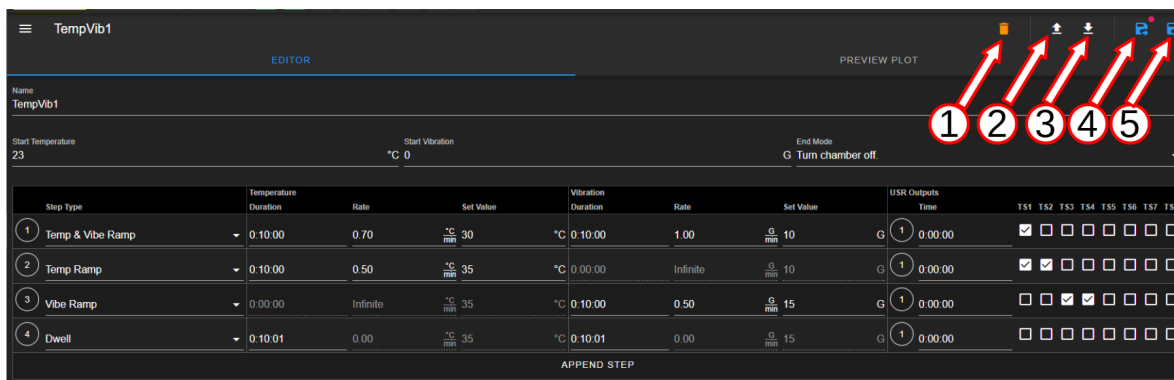 TempVib1
EDITOR PREVIEW PLOT
1 2 3 4 5
Name
TempVib1
Start Temperature Start Vibration End Mode
23 °C 0 G Turn chamber off.
Temperature Vibration USR Outputs
Step Type Duration Rate Set Value Duration Rate Set Value Time TS1 TS2 TS3 TS4 TS5 TS6 TS7 TS
1 Temp & Vibe Ramp 0:10:00 0.70 °C/min 30 °C 0:10:00 1.00 G/min 10 G 1 0:00:00
2 Temp Ramp 0:10:00 0.50 °C/min 35 °C 0:00:00 Infinite G/min 10 G 1 0:00:00
3 Vibe Ramp 0:00:00 Infinite °C/min 35 °C 0:10:00 0.50 G/min 15 G 1 0:00:00
4 Dwell 0:10:01 0.00 °C/min 35 °C 0:10:01 0.00 G/min 15 G 1 0:00:00
APPEND STEP